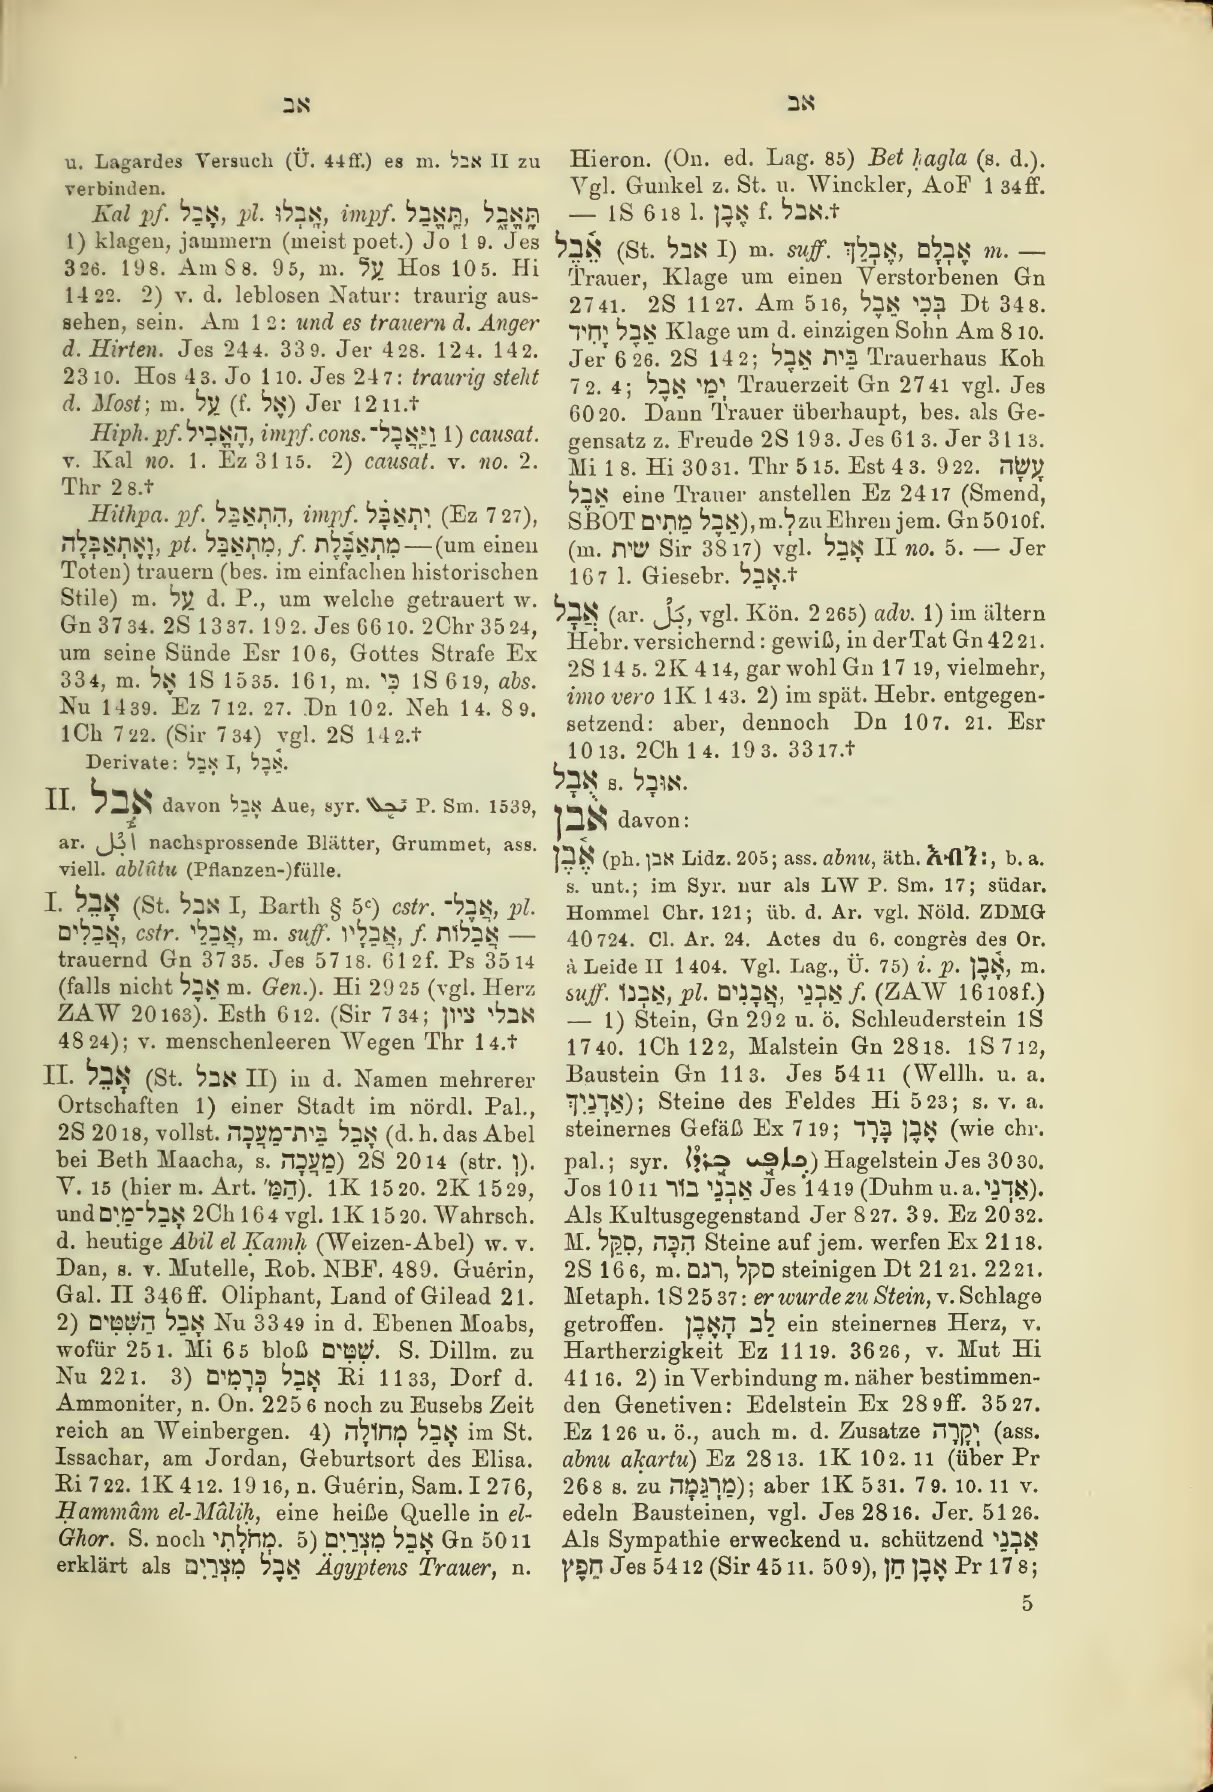 אב
אב
u. Lagardes Versuch (Ü. 44ff.) es m. אבל II zu
verbinden.
Kal pf. אָבַל, pl. אָבְלוּ, impf. תֶּאֱבַל, תֶּאֱבָל
1) klagen, jammern (meist poet.) Jo 1 9. Jes
3 26. 19 8. Am 8 8. 9 5, m. עַל Hos 10 5. Hi
14 22. 2) v. d. leblosen Natur: traurig aus-
sehen, sein. Am 1 2: und es trauern d. Anger
d. Hirten. Jes 24 4. 33 9. Jer 4 28. 12 4. 14 2.
23 10. Hos 4 3. Jo 1 10. Jes 24 7: traurig steht
d. Most; m. עַל (f. אֶל) Jer 12 11.†
Hiph. pf. הֶאֱבִיל, impf. cons. וַיַּאֲבֶל־ 1) causat.
v. Kal no. 1. Ez 31 15. 2) causat. v. no. 2.
Thr 2 8.†
Hithpa. pf. הִתְאַבֵּל, impf. יִתְאַבָּל (Ez 7 27),
וָאֶתְאַבְּלָה, pt. מִתְאַבֵּל, f. מִתְאַבֶּלֶת — (um einen
Toten) trauern (bes. im einfachen historischen
Stile) m. עַל d. P., um welche getrauert w.
Gn 37 34. 2S 13 37. 19 2. Jes 66 10. 2Chr 35 24,
um seine Sünde Esr 10 6, Gottes Strafe Ex
33 4, m. אֶל 1S 15 35. 16 1, m. כִּי 1S 6 19, abs.
Nu 14 39. Ez 7 12. 27. Dn 10 2. Neh 1 4. 8 9.
1Ch 7 22. (Sir 7 34) vgl. 2S 14 2.†
Derivate: אָבֵל I, אֵבֶל.
II. אבל davon אָבֵל Aue, syr. P. Sm. 1539,
ar. nachsprossende Blätter, Grummet, ass.
viell. ablûtu (Pflanzen-)fülle.
I. אָבֵל (St. אבל I, Barth § 5ᶜ) cstr. אֲבֶל־, pl.
אֲבֵלִים, cstr. אֲבֵלֵי, m. suff. אֲבֵלָיו, f. אֲבֵלוֹת —
trauernd Gn 37 35. Jes 57 18. 61 2f. Ps 35 14
(falls nicht אֵבֶל m. Gen.). Hi 29 25 (vgl. Herz
ZAW 20 163). Esth 6 12. (Sir 7 34; אבלי ציון
48 24); v. menschenleeren Wegen Thr 1 4.†
II. אָבֵל (St. אבל II) in d. Namen mehrerer
Ortschaften 1) einer Stadt im nördl. Pal.,
2S 20 18, vollst. אָבֵל בֵּית־מַעֲכָה (d. h. das Abel
bei Beth Maacha, s. מַעֲכָה) 2S 20 14 (str. וְ).
V. 15 (hier m. Art. הַמּ׳). 1K 15 20. 2K 15 29,
und אָבֵל־מַיִם 2Ch 16 4 vgl. 1K 15 20. Wahrsch.
d. heutige Abil el Ḳamḥ (Weizen-Abel) w. v.
Dan, s. v. Mutelle, Rob. NBF. 489. Guérin,
Gal. II 346 ff. Oliphant, Land of Gilead 21.
2) אָבֵל הַשִּׁטִּים Nu 33 49 in d. Ebenen Moabs,
wofür 25 1. Mi 6 5 bloß שִׁטִּים. S. Dillm. zu
Nu 22 1. 3) אָבֵל כְּרָמִים Ri 11 33, Dorf d.
Ammoniter, n. On. 225 6 noch zu Eusebs Zeit
reich an Weinbergen. 4) אָבֵל מְחוֹלָה im St.
Issachar, am Jordan, Geburtsort des Elisa.
Ri 7 22. 1K 4 12. 19 16, n. Guérin, Sam. I 276,
Ḥammâm el-Mâliḥ, eine heiße Quelle in el-
Ghor. S. noch מְחֹלָתִי. 5) אָבֵל מִצְרַיִם Gn 50 11
erklärt als אֵבֶל מִצְרַיִם Ägyptens Trauer, n.
Hieron. (On. ed. Lag. 85) Bet ḥagla (s. d.).
Vgl. Gunkel z. St. u. Winckler, AoF 1 34ff.
— 1S 6 18 l. אֶבֶן f. אבל.†
אֵבֶל (St. אבל I) m. suff. אֶבְלֵךְ, אֶבְלָם m. —
Trauer, Klage um einen Verstorbenen Gn
27 41. 2S 11 27. Am 5 16, בְּכִי אֵבֶל Dt 34 8.
אֵבֶל יָחִיד Klage um d. einzigen Sohn Am 8 10.
Jer 6 26. 2S 14 2; בֵּית אֵבֶל Trauerhaus Koh
7 2. 4; יְמֵי אֵבֶל Trauerzeit Gn 27 41 vgl. Jes
60 20. Dann Trauer überhaupt, bes. als Ge-
gensatz z. Freude 2S 19 3. Jes 61 3. Jer 31 13.
Mi 1 8. Hi 30 31. Thr 5 15. Est 4 3. 9 22. עָשָׂה
אֵבֶל eine Trauer anstellen Ez 24 17 (Smend,
SBOT אֵבֶל מֵתִים), m. לְ zu Ehren jem. Gn 50 10f.
(m. שית Sir 38 17) vgl. אָבֵל II no. 5. — Jer
16 7 l. Giesebr. אָבֵל.†
אֲבָל (ar. , vgl. Kön. 2 265) adv. 1) im ältern
Hebr. versichernd: gewiß, in der Tat Gn 42 21.
2S 14 5. 2K 4 14, gar wohl Gn 17 19, vielmehr,
imo vero 1K 1 43. 2) im spät. Hebr. entgegen-
setzend: aber, dennoch Dn 10 7. 21. Esr
10 13. 2Ch 1 4. 19 3. 33 17.†
אֻבָל s. אוּבָל.
אבן davon:
אֶבֶן (ph. אבן Lidz. 205; ass. abnu, äth. አብን፡, b. a.
s. unt.; im Syr. nur als LW P. Sm. 17; südar.
Hommel Chr. 121; üb. d. Ar. vgl. Nöld. ZDMG
40 724. Cl. Ar. 24. Actes du 6. congrès des Or.
à Leide II 1 404. Vgl. Lag., Ü. 75) i. p. אָבֶן, m.
suff. אַבְנוֹ, pl. אֲבָנִים, אַבְנֵי f. (ZAW 16 108f.)
— 1) Stein, Gn 29 2 u. ö. Schleuderstein 1S
17 40. 1Ch 12 2, Malstein Gn 28 18. 1S 7 12,
Baustein Gn 11 3. Jes 54 11 (Wellh. u. a.
אֲדָנַיִךְ); Steine des Feldes Hi 5 23; s. v. a.
steinernes Gefäß Ex 7 19; אֶבֶן בָּרָד (wie chr.
pal.; syr. ) Hagelstein Jes 30 30.
Jos 10 11 אַבְנֵי בוֹר Jes 14 19 (Duhm u. a. אַדְנֵי).
Als Kultusgegenstand Jer 8 27. 3 9. Ez 20 32.
M. סִקֵּל, הִכָּה Steine auf jem. werfen Ex 21 18.
2S 16 6, m. רגם, סקל steinigen Dt 21 21. 22 21.
Metaph. 1S 25 37: er wurde zu Stein, v. Schlage
getroffen. לֵב הָאֶבֶן ein steinernes Herz, v.
Hartherzigkeit Ez 11 19. 36 26, v. Mut Hi
41 16. 2) in Verbindung m. näher bestimmen-
den Genetiven: Edelstein Ex 28 9ff. 35 27.
Ez 1 26 u. ö., auch m. d. Zusatze יְקָרָה (ass.
abnu aḳartu) Ez 28 13. 1K 10 2. 11 (über Pr
26 8 s. zu מַרְגֵּמָה); aber 1K 5 31. 7 9. 10. 11 v.
edeln Bausteinen, vgl. Jes 28 16. Jer. 51 26.
Als Sympathie erweckend u. schützend אַבְנֵי
חֵפֶץ Jes 54 12 (Sir 45 11. 50 9), אֶבֶן חֵן Pr 17 8;
5